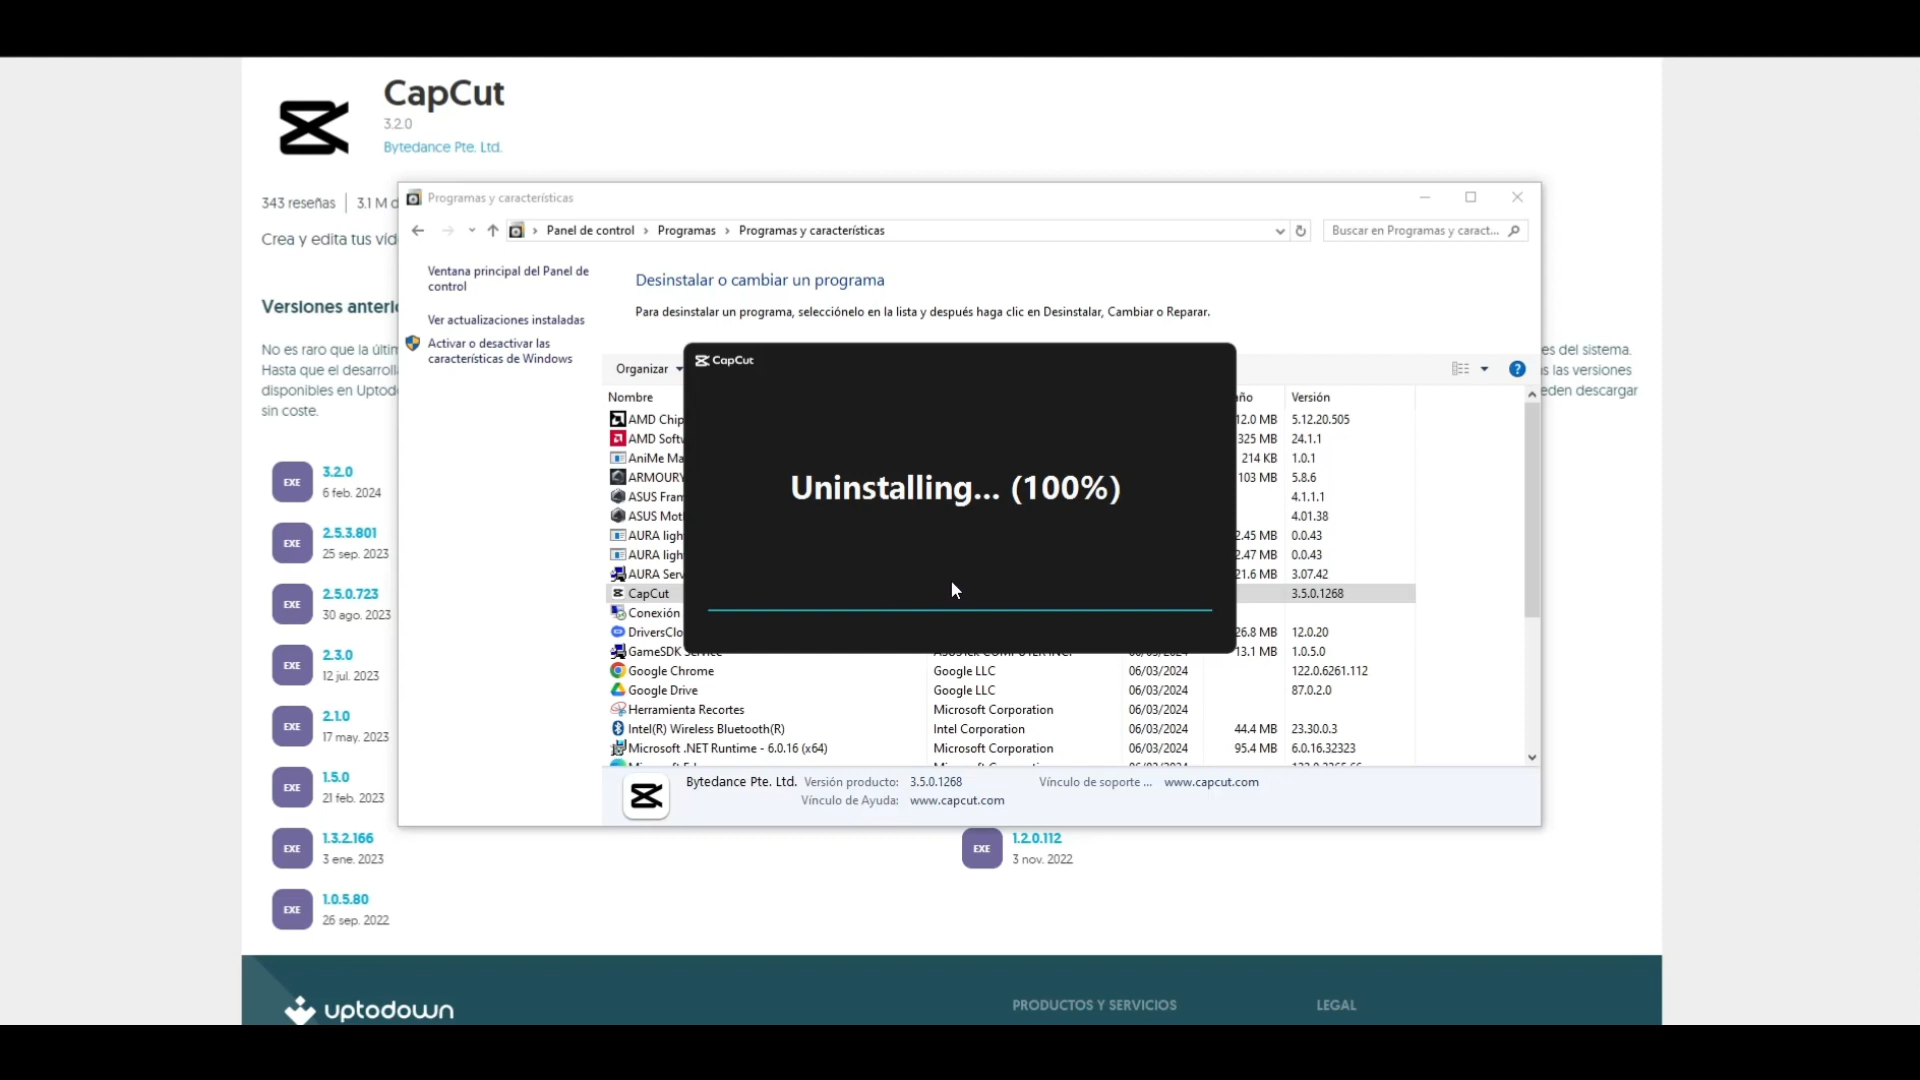 CapCut
3.2.0
Bytedance Pte. Ltd.
343 reseñas
3.1 M d
Crea y edita tus víd
Versiones anteri
No es raro que la últin
Hasta que el desarroll
disponibles en Uptod
sin coste.
es del sistema.
s las versiones
eden descargar
EXE
3.2.0
6 feb. 2024
EXE
2.5.3.801
25 sep. 2023
EXE
2.5.0.723
30 ago. 2023
EXE
2.3.0
12 jul. 2023
EXE
2.1.0
17 may. 2023
EXE
1.5.0
21 feb. 2023
EXE
1.3.2.166
3 ene. 2023
EXE
1.2.0.112
3 nov. 2022
EXE
1.0.5.80
26 sep. 2022
Programas y características
Panel de control > Programas > Programas y características
Buscar en Programas y caract...
Ventana principal del Panel de
control
Ver actualizaciones instaladas
Activar o desactivar las
características de Windows
Desinstalar o cambiar un programa
Para desinstalar un programa, selecciónelo en la lista y después haga clic en Desinstalar, Cambiar o Reparar.
Organizar
Nombre año Versión
AMD Chip 12.0 MB 5.12.20.505
AMD Softw 325 MB 24.1.1
AniMe Ma 214 KB 1.0.1
ARMOURY 103 MB 5.8.6
ASUS Fram 4.1.1.1
ASUS Mot 4.01.38
AURA ligh 2.45 MB 0.0.43
AURA ligh 2.47 MB 0.0.43
AURA Serv 21.6 MB 3.07.42
CapCut 3.5.0.1268
Conexión
DriversClo 26.8 MB 12.0.20
GameSDK Service 13.1 MB 1.0.5.0
Google Chrome Google LLC 06/03/2024 122.0.6261.112
Google Drive Google LLC 06/03/2024 87.0.2.0
Herramienta Recortes Microsoft Corporation 06/03/2024
Intel(R) Wireless Bluetooth(R) Intel Corporation 06/03/2024 44.4 MB 23.30.0.3
Microsoft .NET Runtime - 6.0.16 (x64) Microsoft Corporation 06/03/2024 95.4 MB 6.0.16.32323
CapCut
Uninstalling... (100%)
Bytedance Pte. Ltd. Versión producto: 3.5.0.1268 Vínculo de soporte ... www.capcut.com
Vínculo de Ayuda: www.capcut.com
uptodown
PRODUCTOS Y SERVICIOS
LEGAL